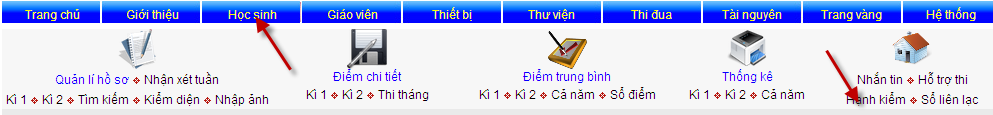 Trang chủ Giới thiệu Học sinh Giáo viên Thiết bị Thư viện Thi đua Tài nguyên Trang vàng Hệ thống
Quản lí hồ sơ ❖ Nhận xét tuần
Kì 1 ❖ Kì 2 ❖ Tìm kiếm ❖ Kiểm diện ❖ Nhập ảnh
Điểm chi tiết
Kì 1 ❖ Kì 2 ❖ Thi tháng
Điểm trung bình
Kì 1 ❖ Kì 2 ❖ Cả năm ❖ Sổ điểm
Thống kê
Kì 1 ❖ Kì 2 ❖ Cả năm
Nhắn tin ❖ Hỗ trợ thi
Hạnh kiểm ❖ Sổ liên lạc